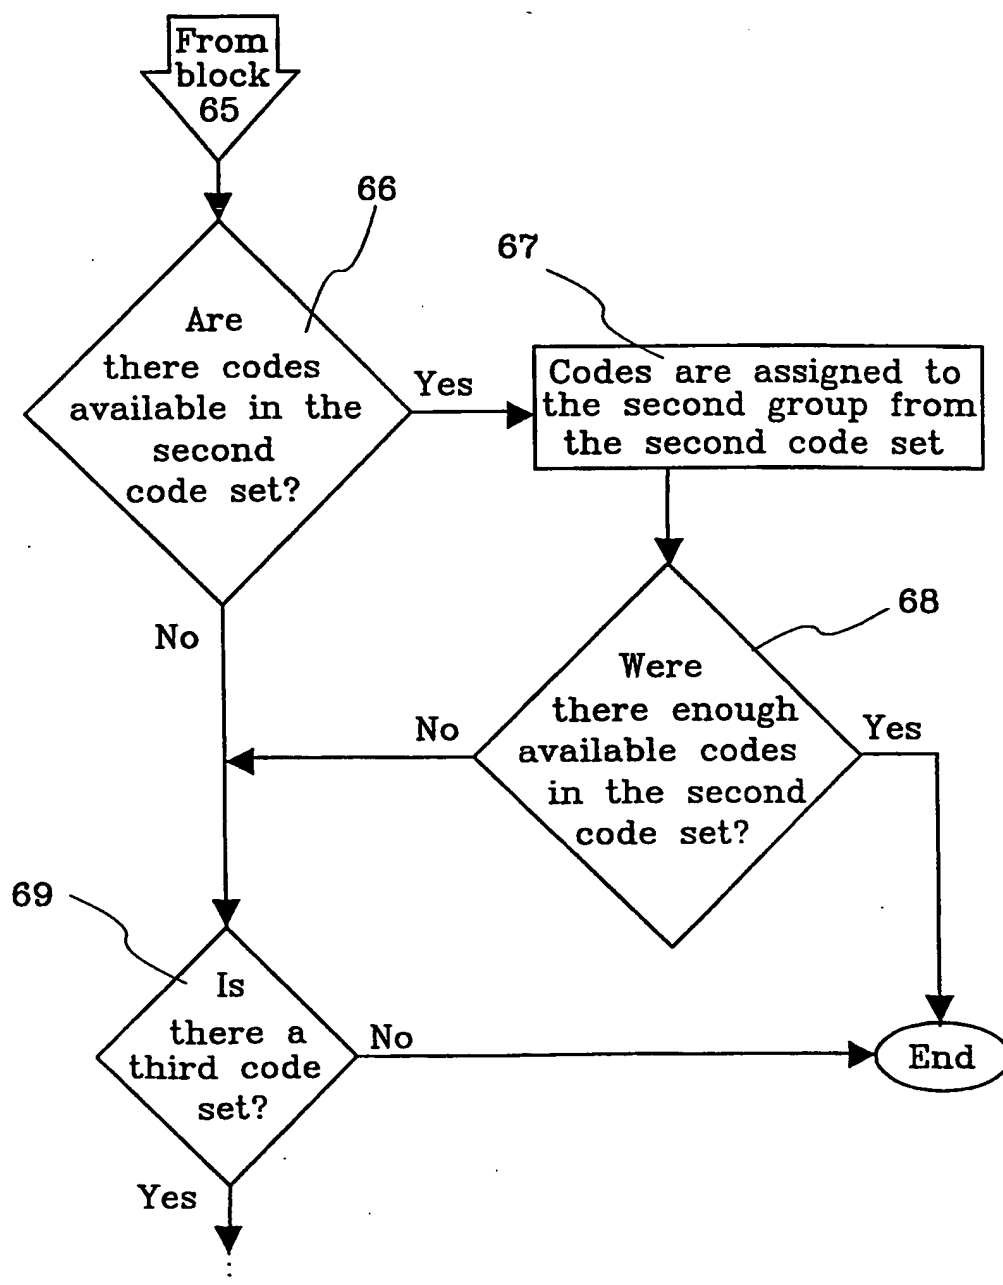 From
block
65
66
Are
there codes
available in the
second
code set?
Yes
67
Codes are assigned to
the second group from
the second code set
No
68
Were
there enough
available codes
in the second
code set?
No
Yes
69
Is
there a
third code
set?
No
End
Yes